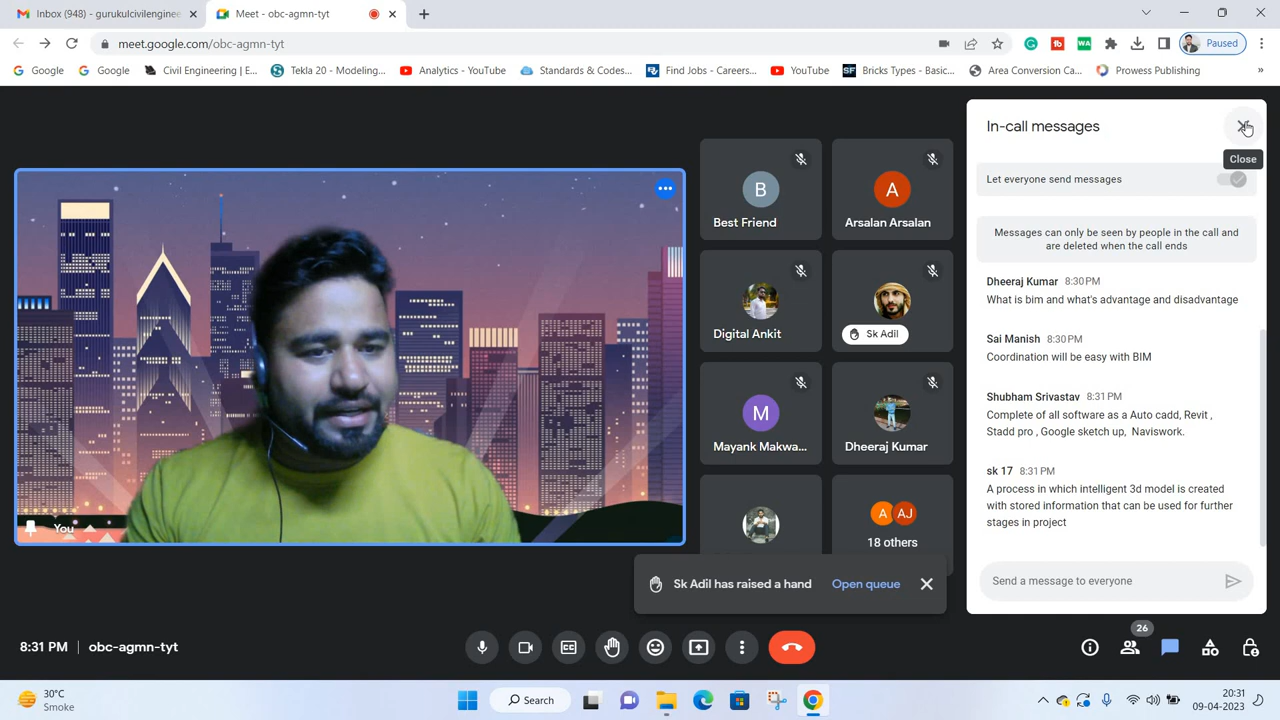 Inbox (948) - gurukulcivilenginee
Meet - obc-agmn-tyt
meet.google.com/obc-agmn-tyt
Paused
Google
Google
Civil Engineering | E...
Tekla 20 - Modeling...
Analytics - YouTube
Standards & Codes...
Find Jobs - Careers...
YouTube
Bricks Types - Basic...
Area Conversion Ca...
Prowess Publishing
»
You
B
Best Friend
A
Arsalan Arsalan
Digital Ankit
Sk Adil
M
Mayank Makwa...
Dheeraj Kumar
A AJ
18 others
Sk Adil has raised a hand
Open queue
In-call messages
Close
Let everyone send messages
Messages can only be seen by people in the call and
are deleted when the call ends
Dheeraj Kumar 8:30 PM
What is bim and what's advantage and disadvantage
Sai Manish 8:30 PM
Coordination will be easy with BIM
Shubham Srivastav 8:31 PM
Complete of all software as a Auto cadd, Revit ,
Stadd pro , Google sketch up, Naviswork.
sk 17 8:31 PM
A process in which intelligent 3d model is created
with stored information that can be used for further
stages in project
Send a message to everyone
8:31 PM | obc-agmn-tyt
26
30°C
Smoke
Search
20:31
09-04-2023